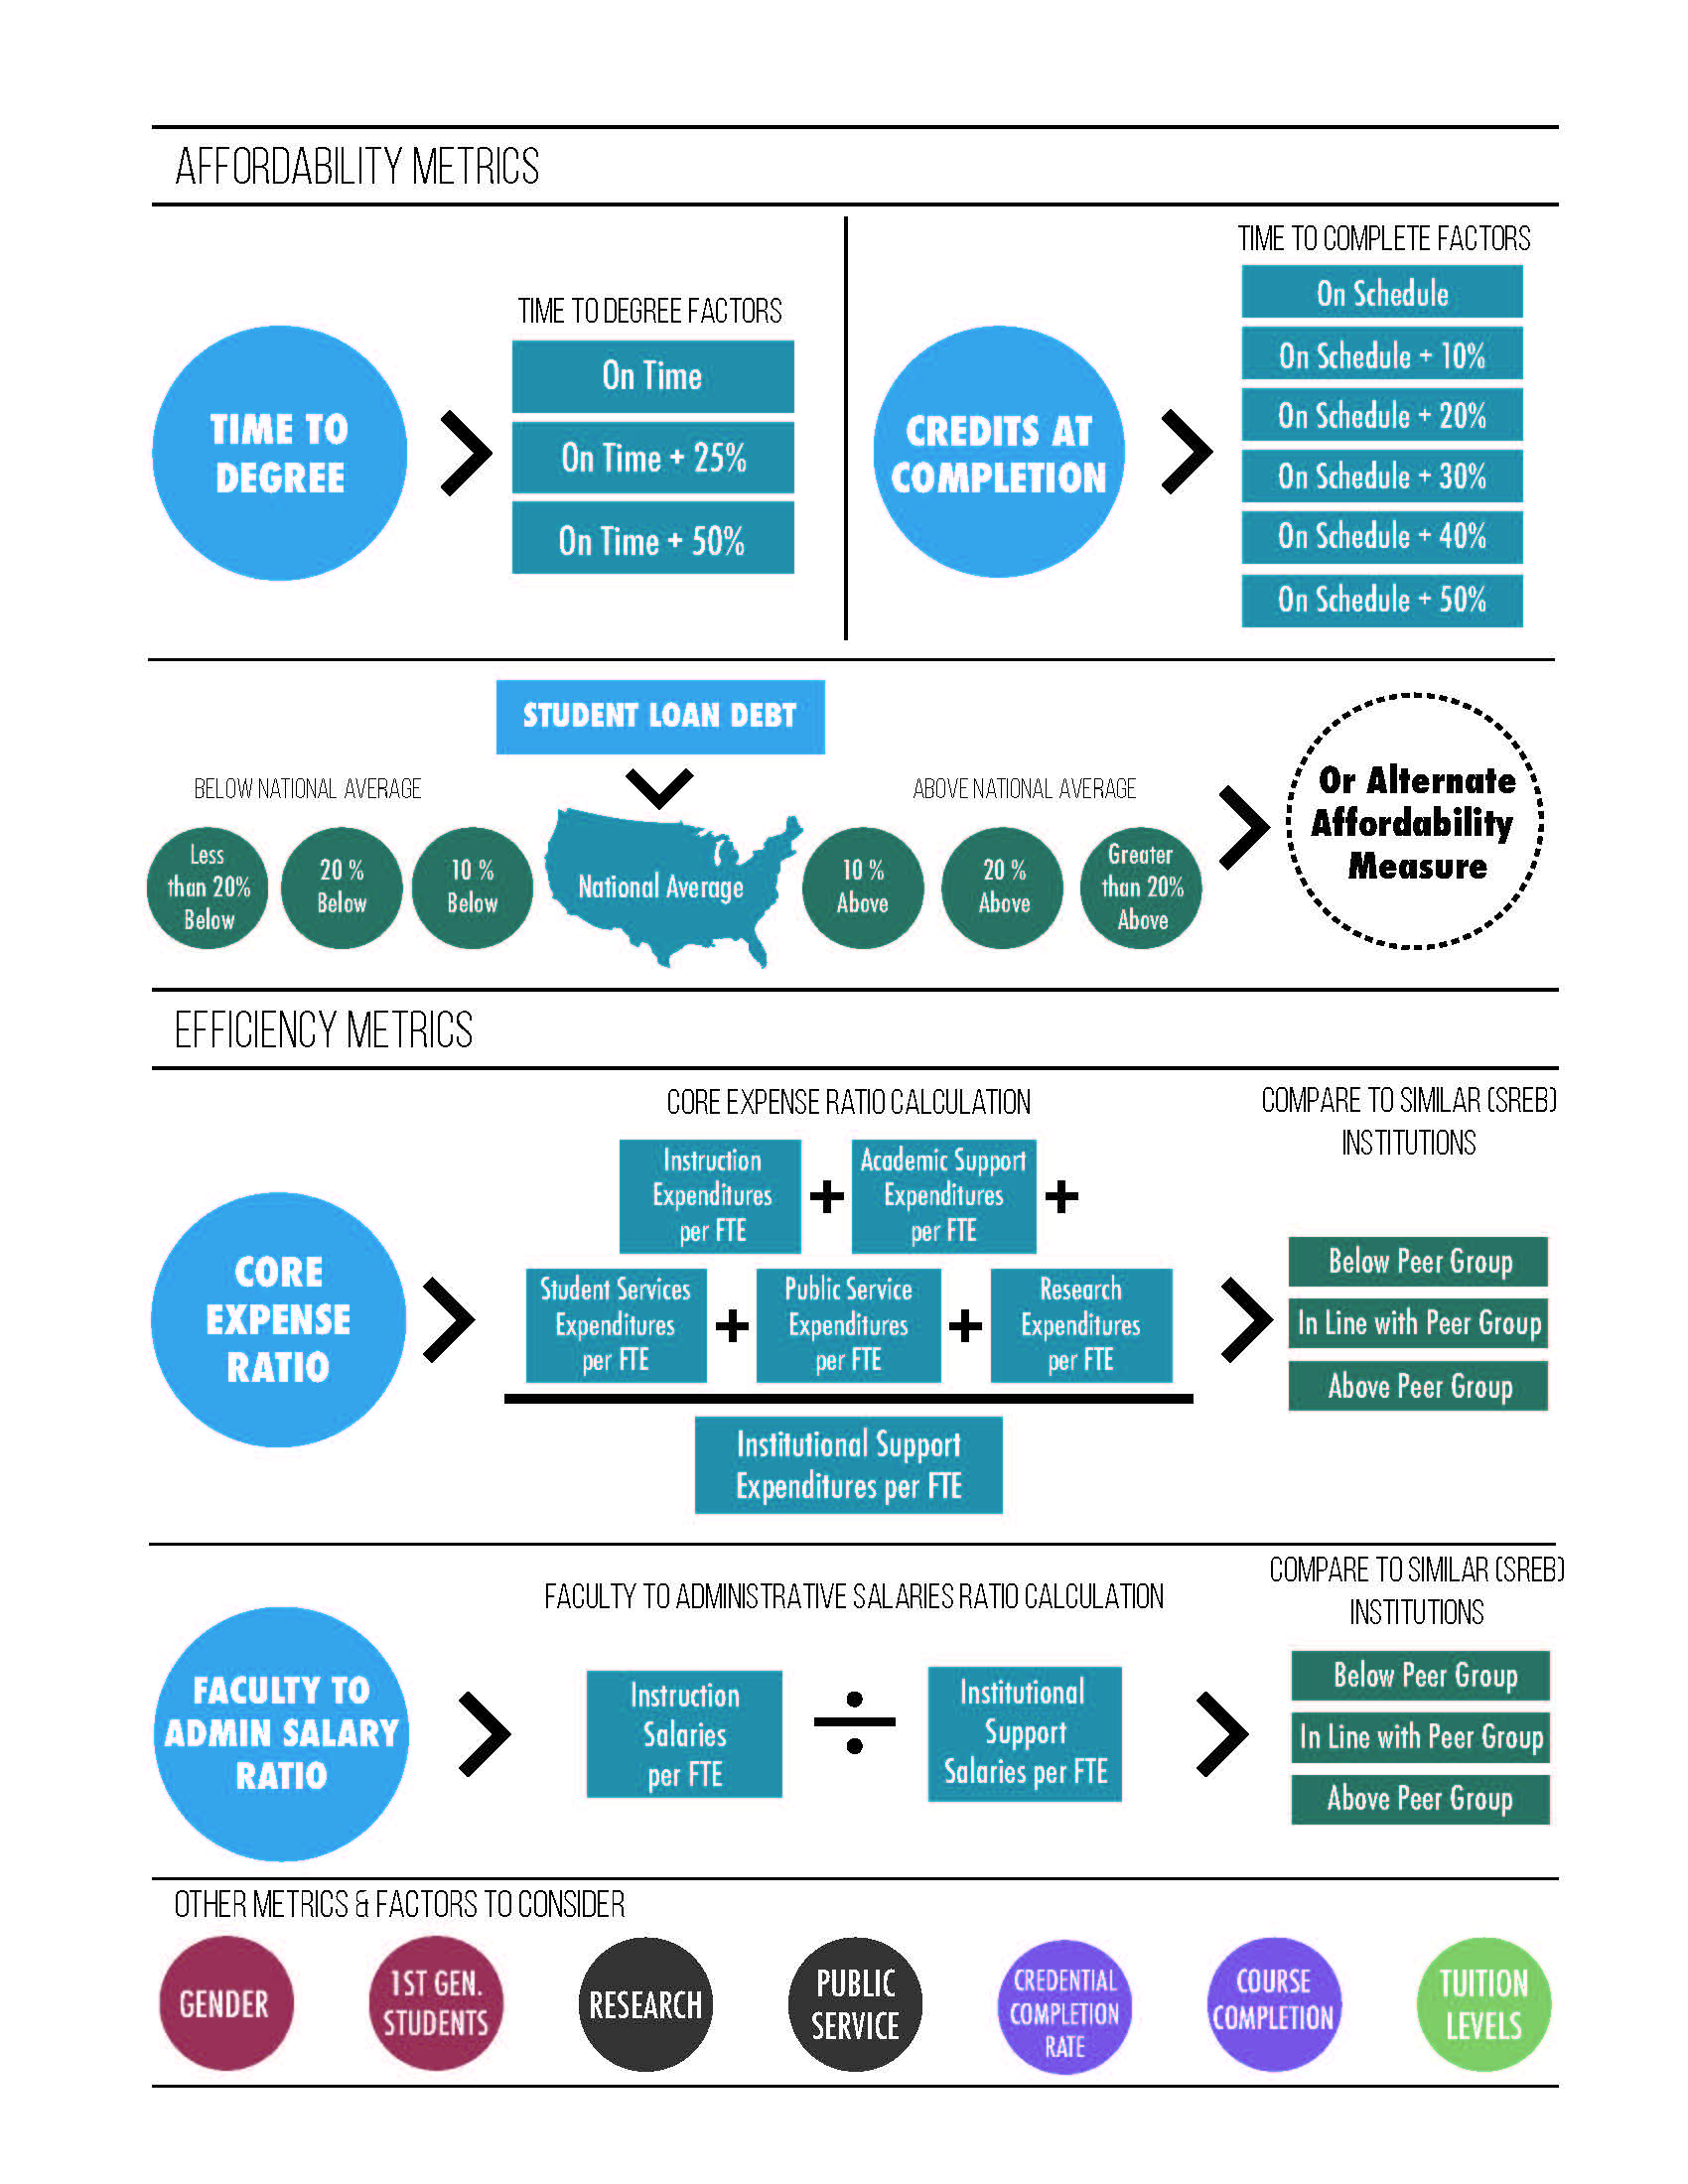 AFFORDABILITY METRICS
TIME TO
DEGREE
TIME TO DEGREE FACTORS
On Time
On Time + 25%
On Time + 50%
CREDITS AT
COMPLETION
TIME TO COMPLETE FACTORS
On Schedule
On Schedule + 10%
On Schedule + 20%
On Schedule + 30%
On Schedule + 40%
On Schedule + 50%
STUDENT LOAN DEBT
BELOW NATIONAL AVERAGE
Less
than 20%
Below
20 %
Below
10 %
Below
National Average
ABOVE NATIONAL AVERAGE
10 %
Above
20 %
Above
Greater
than 20%
Above
Or Alternate
Affordability
Measure
EFFICIENCY METRICS
CORE
EXPENSE
RATIO
CORE EXPENSE RATIO CALCULATION
Instruction
Expenditures
per FTE
+
Academic Support
Expenditures
per FTE
+
Student Services
Expenditures
per FTE
+
Public Service
Expenditures
per FTE
+
Research
Expenditures
per FTE
Institutional Support
Expenditures per FTE
COMPARE TO SIMILAR (SREB)
INSTITUTIONS
Below Peer Group
In Line with Peer Group
Above Peer Group
FACULTY TO
ADMIN SALARY
RATIO
FACULTY TO ADMINISTRATIVE SALARIES RATIO CALCULATION
Instruction
Salaries
per FTE
÷
Institutional
Support
Salaries per FTE
COMPARE TO SIMILAR (SREB)
INSTITUTIONS
Below Peer Group
In Line with Peer Group
Above Peer Group
OTHER METRICS & FACTORS TO CONSIDER
GENDER
1ST GEN.
STUDENTS
RESEARCH
PUBLIC
SERVICE
CREDENTIAL
COMPLETION
RATE
COURSE
COMPLETION
TUITION
LEVELS